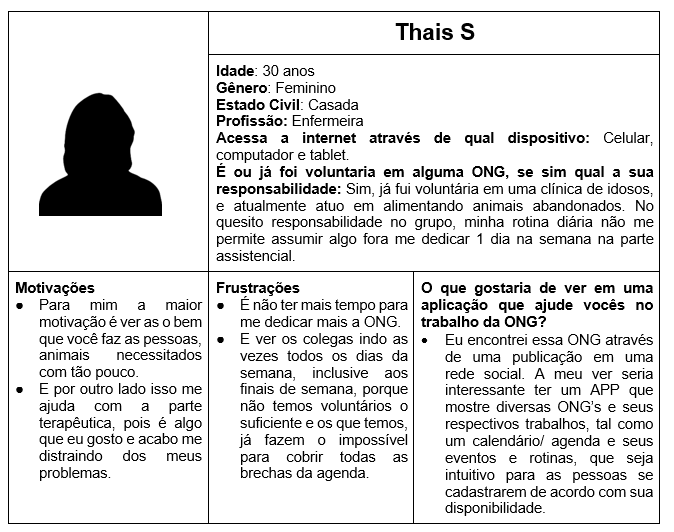 Thais S
Idade: 30 anos
Gênero: Feminino
Estado Civil: Casada
Profissão: Enfermeira
Acessa a internet através de qual dispositivo: Celular,
computador e tablet.
É ou já foi voluntaria em alguma ONG, se sim qual a sua
responsabilidade: Sim, já fui voluntária em uma clínica de idosos,
e atualmente atuo em alimentando animais abandonados. No
quesito responsabilidade no grupo, minha rotina diária não me
permite assumir algo fora me dedicar 1 dia na semana na parte
assistencial.
Motivações
● Para mim a maior
motivação é ver as o bem
que você faz as pessoas,
animais necessitados
com tão pouco.
● E por outro lado isso me
ajuda com a parte
terapêutica, pois é algo
que eu gosto e acabo me
distraindo dos meus
problemas.
Frustrações
● É não ter mais tempo para
me dedicar mais a ONG.
● E ver os colegas indo as
vezes todos os dias da
semana, inclusive aos
finais de semana, porque
não temos voluntários o
suficiente e os que temos,
já fazem o impossível
para cobrir todas as
brechas da agenda.
O que gostaria de ver em uma
aplicação que ajude vocês no
trabalho da ONG?
• Eu encontrei essa ONG através
de uma publicação em uma
rede social. A meu ver seria
interessante ter um APP que
mostre diversas ONG's e seus
respectivos trabalhos, tal como
um calendário/ agenda e seus
eventos e rotinas, que seja
intuitivo para as pessoas se
cadastrarem de acordo com sua
disponibilidade.